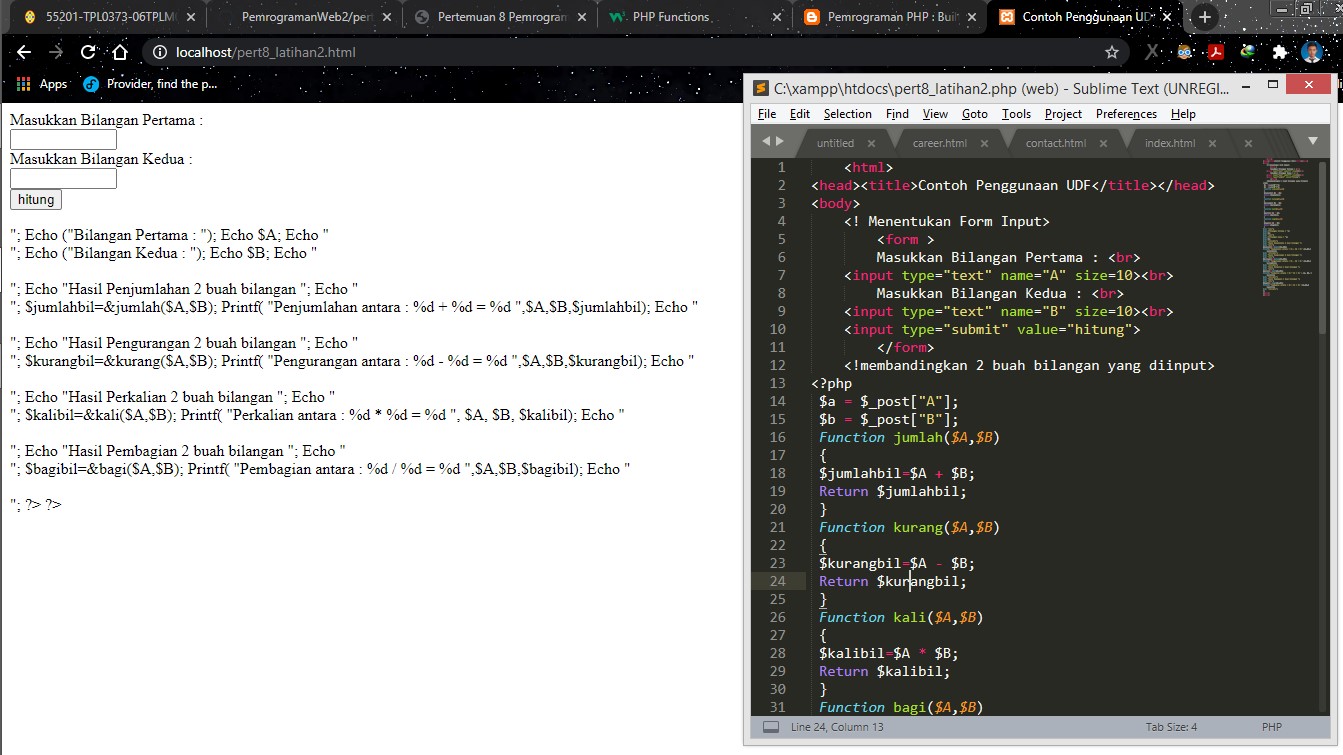 55201-TPL0373-06TPLM
PemrogramanWeb2/pert
Pertemuan 8 Pemrogram
PHP Functions
Pemrograman PHP : Buil
Contoh Penggunaan UD
localhost/pert8_latihan2.html
Apps
Provider, find the p...
Masukkan Bilangan Pertama :
Masukkan Bilangan Kedua :
hitung
"; Echo ("Bilangan Pertama : "); Echo $A; Echo "
"; Echo ("Bilangan Kedua : "); Echo $B; Echo "
"; Echo "Hasil Penjumlahan 2 buah bilangan "; Echo "
"; $jumlahbil=&jumlah($A,$B); Printf( "Penjumlahan antara : %d + %d = %d ",$A,$B,$jumlahbil); Echo "
"; Echo "Hasil Pengurangan 2 buah bilangan "; Echo "
"; $kurangbil=&kurang($A,$B); Printf( "Pengurangan antara : %d - %d = %d ",$A,$B,$kurangbil); Echo "
"; Echo "Hasil Perkalian 2 buah bilangan "; Echo "
"; $kalibil=&kali($A,$B); Printf( "Perkalian antara : %d * %d = %d ", $A, $B, $kalibil); Echo "
"; Echo "Hasil Pembagian 2 buah bilangan "; Echo "
"; $bagibil=&bagi($A,$B); Printf( "Pembagian antara : %d / %d = %d ",$A,$B,$bagibil); Echo "
"; ?> ?>
C:\xampp\htdocs\pert8_latihan2.php (web) - Sublime Text (UNREGI...
File Edit Selection Find View Goto Tools Project Preferences Help
untitled career.html contact.html index.html
1 <html>
2 <head><title>Contoh Penggunaan UDF</title></head>
3 <body>
4 <! Menentukan Form Input>
5 <form >
6 Masukkan Bilangan Pertama : <br>
7 <input type="text" name="A" size=10><br>
8 Masukkan Bilangan Kedua : <br>
9 <input type="text" name="B" size=10><br>
10 <input type="submit" value="hitung">
11 </form>
12 <!membandingkan 2 buah bilangan yang diinput>
13 <?php
14 $a = $_post["A"];
15 $b = $_post["B"];
16 Function jumlah($A,$B)
17 {
18 $jumlahbil=$A + $B;
19 Return $jumlahbil;
20 }
21 Function kurang($A,$B)
22 {
23 $kurangbil=$A - $B;
24 Return $kurangbil;
25 }
26 Function kali($A,$B)
27 {
28 $kalibil=$A * $B;
29 Return $kalibil;
30 }
31 Function bagi($A,$B)
Line 24, Column 13
Tab Size: 4
PHP